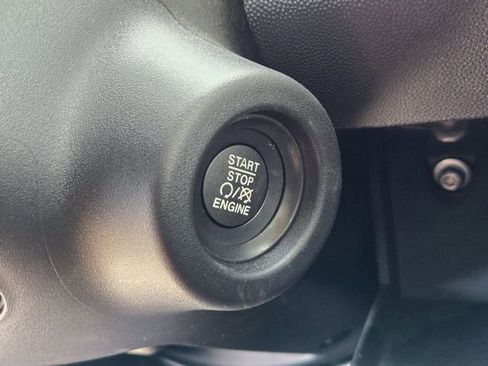 START
STOP
/
ENGINE